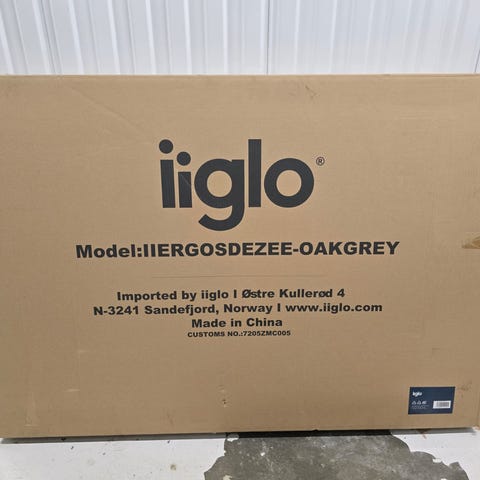 iiglo®
Model:IIERGOSDEZEE-OAKGREY
Imported by iiglo I Østre Kullerød 4
N-3241 Sandefjord, Norway I www.iiglo.com
Made in China
CUSTOMS NO.:7205ZMC005
iiglo